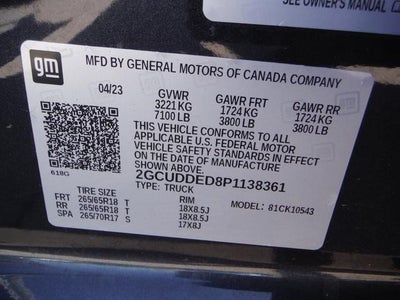 SEE OWNER'S MANUAL
gm
MFD BY GENERAL MOTORS OF CANADA COMPANY
04/23 GVWR GAWR FRT GAWR RR
3221 KG 1724 KG 1724 KG
7100 LB 3800 LB 3800 LB
THIS VEHICLE CONFORMS TO ALL
APPLICABLE U.S. FEDERAL MOTOR
VEHICLE SAFETY AND THEFT PREVENTION
STANDARDS IN EFFECT ON THE DATE OF
MANUFACTURE SHOWN ABOVE.
618G 2GCUDDED8P1138361
TYPE: TRUCK
TIRE SIZE RIM MODEL: 81CK10543
FRT 265/65R18 T 18X8.5J
RR 265/65R18 T 18X8.5J
SPA 265/70R17 S 17X8J